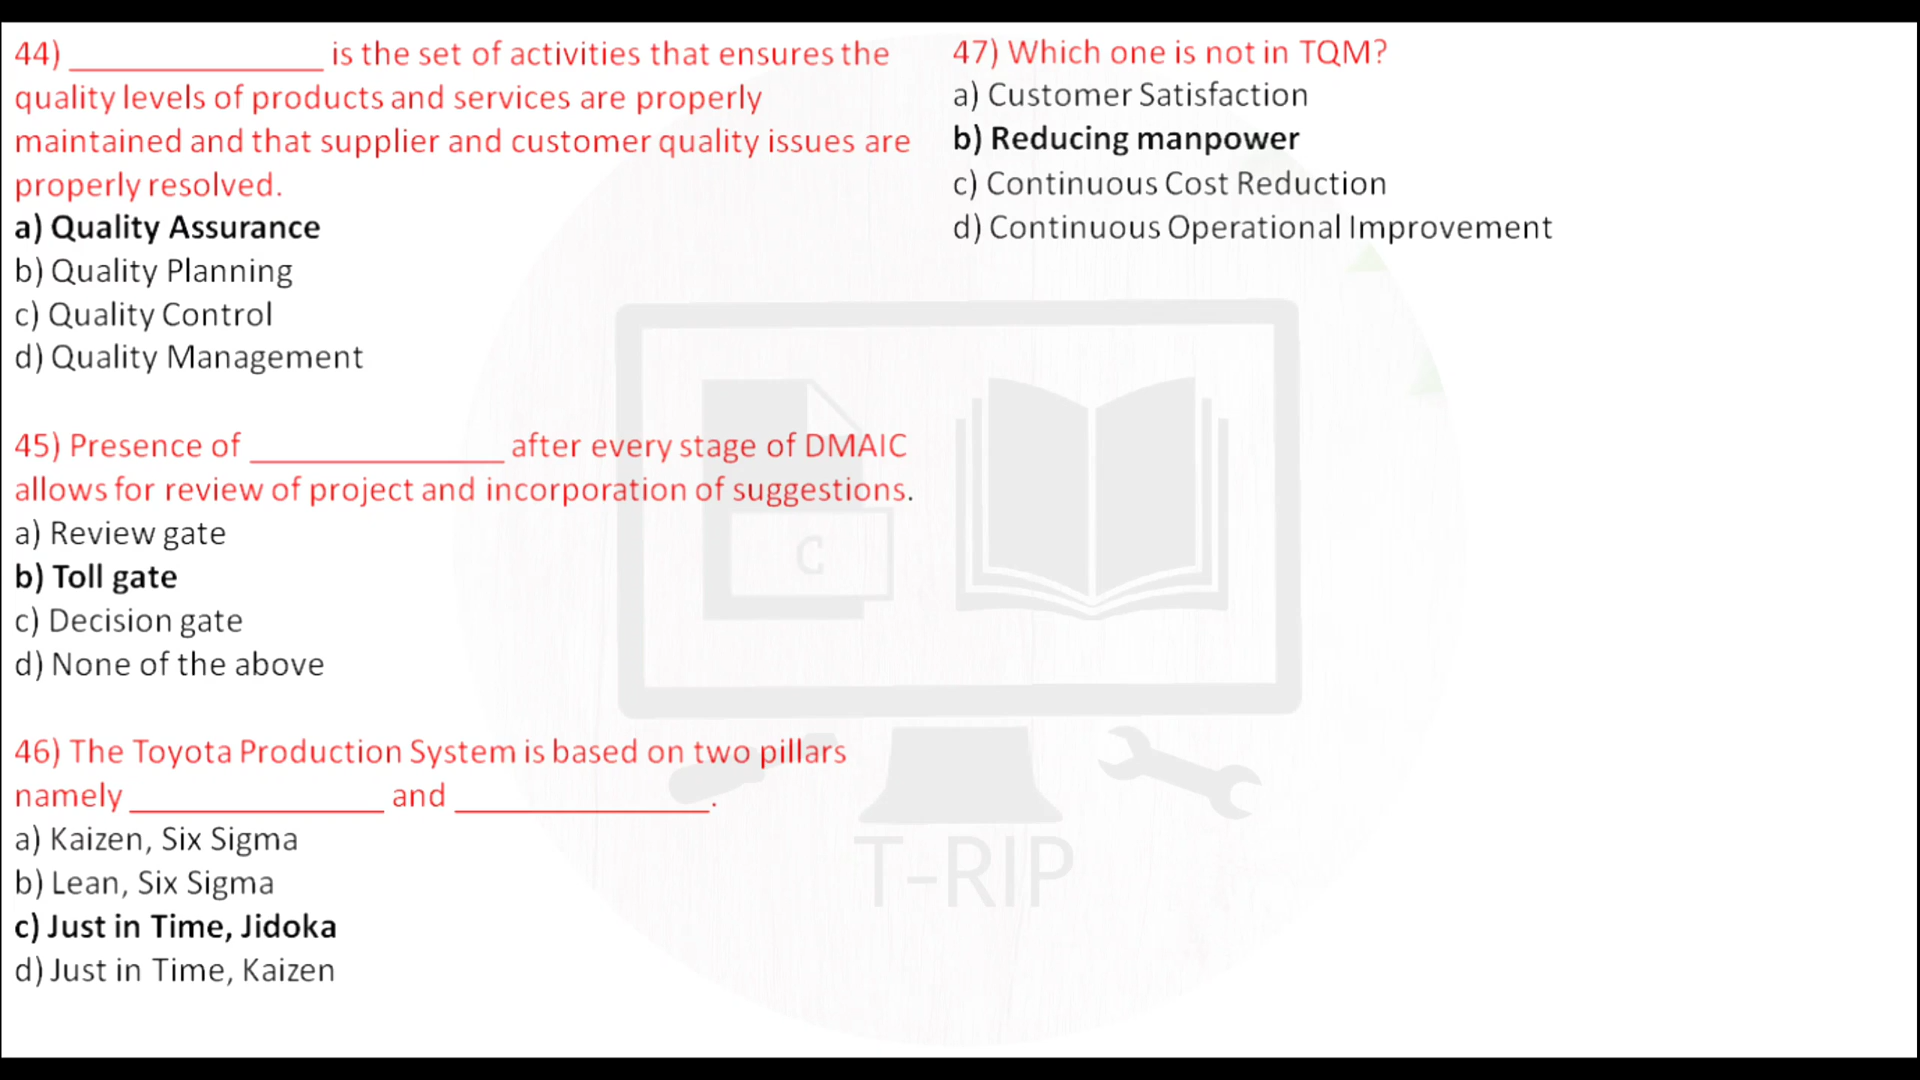 44) _______________ is the set of activities that ensures the
quality levels of products and services are properly
maintained and that supplier and customer quality issues are
properly resolved.
a) Quality Assurance
b) Quality Planning
c) Quality Control
d) Quality Management
45) Presence of _______________ after every stage of DMAIC
allows for review of project and incorporation of suggestions.
a) Review gate
b) Toll gate
c) Decision gate
d) None of the above
46) The Toyota Production System is based on two pillars
namely _______________ and _______________.
a) Kaizen, Six Sigma
b) Lean, Six Sigma
c) Just in Time, Jidoka
d) Just in Time, Kaizen
47) Which one is not in TQM?
a) Customer Satisfaction
b) Reducing manpower
c) Continuous Cost Reduction
d) Continuous Operational Improvement
C
T-RIP